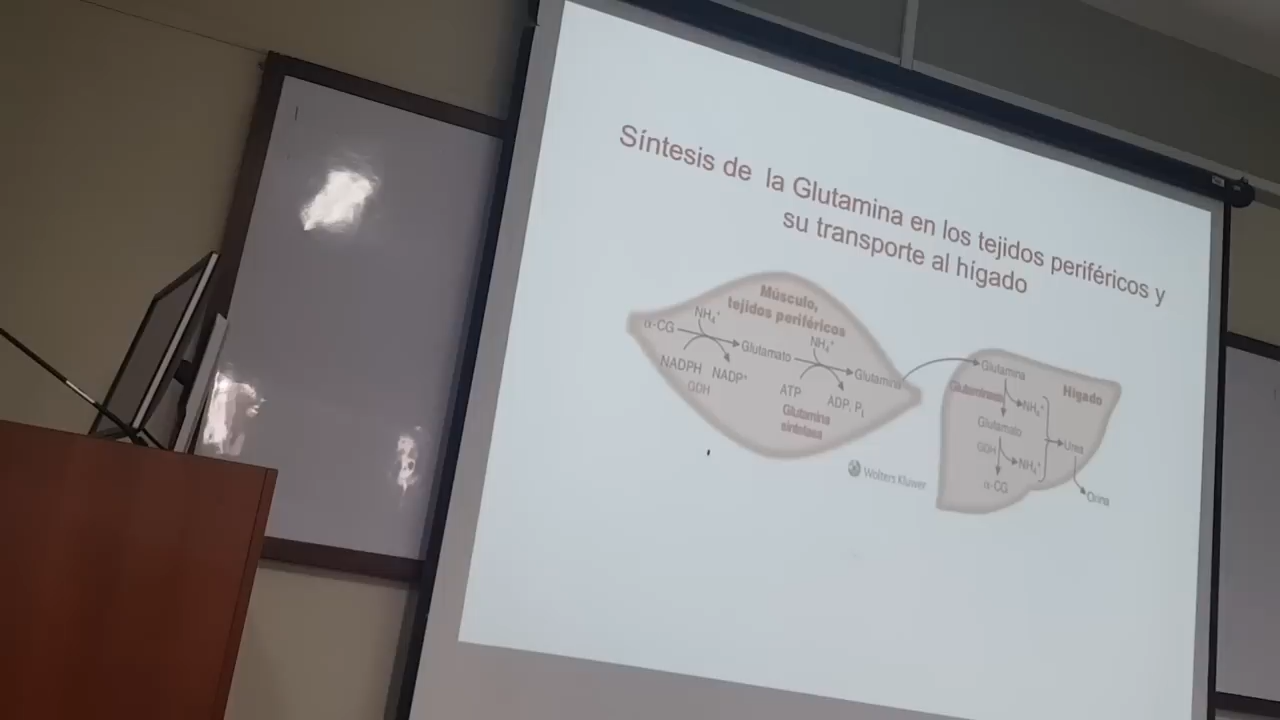 Síntesis de la Glutamina en los tejidos periféricos y
su transporte al hígado
Músculo,
tejidos periféricos
α-CG
NH₄⁺
Glutamato
NH₄⁺
Glutamina
NADPH
NADP⁺
GDH
ATP
ADP, Pᵢ
Glutamina
sintetasa
Wolters Kluwer
Hígado
Glutamina
Glutaminasa
NH₄⁺
Glutamato
GDH
NH₄⁺
Urea
α-CG
Orina